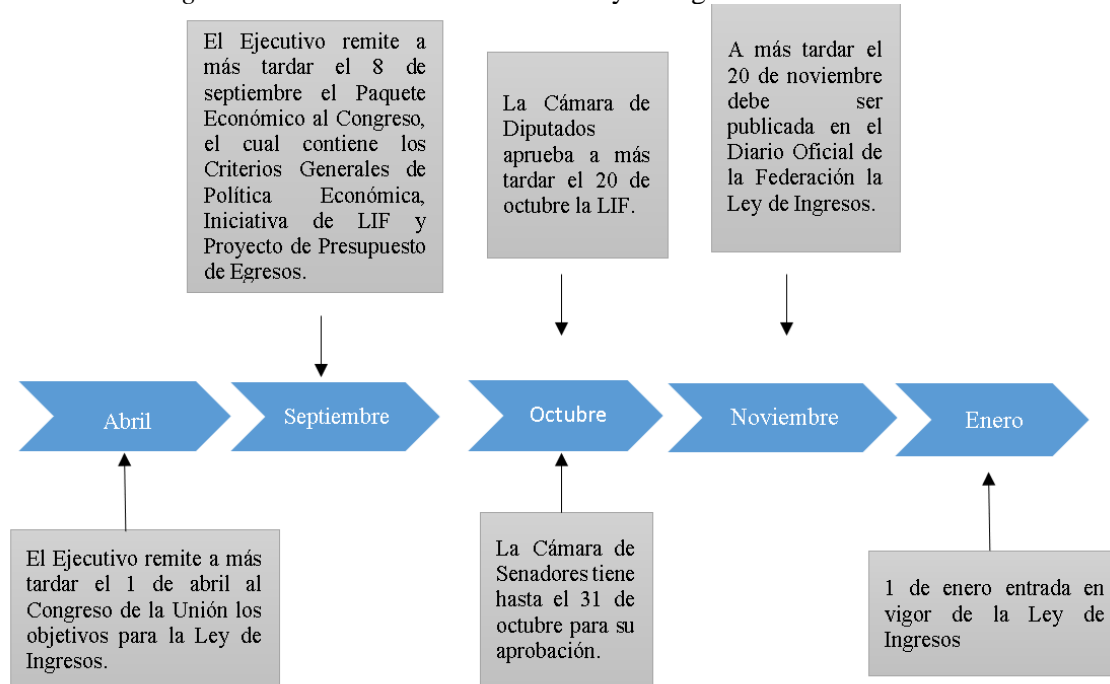 El Ejecutivo remite a
más tardar el 8 de
septiembre el Paquete
Económico al Congreso,
el cual contiene los
Criterios Generales de
Política Económica,
Iniciativa de LIF y
Proyecto de Presupuesto
de Egresos.
La Cámara de
Diputados
aprueba a más
tardar el 20 de
octubre la LIF.
A más tardar el
20 de noviembre
debe ser
publicada en el
Diario Oficial de
la Federación la
Ley de Ingresos.
Abril
Septiembre
Octubre
Noviembre
Enero
El Ejecutivo remite a más
tardar el 1 de abril al
Congreso de la Unión los
objetivos para la Ley de
Ingresos.
La Cámara de
Senadores tiene
hasta el 31 de
octubre para su
aprobación.
1 de enero entrada en
vigor de la Ley de
Ingresos